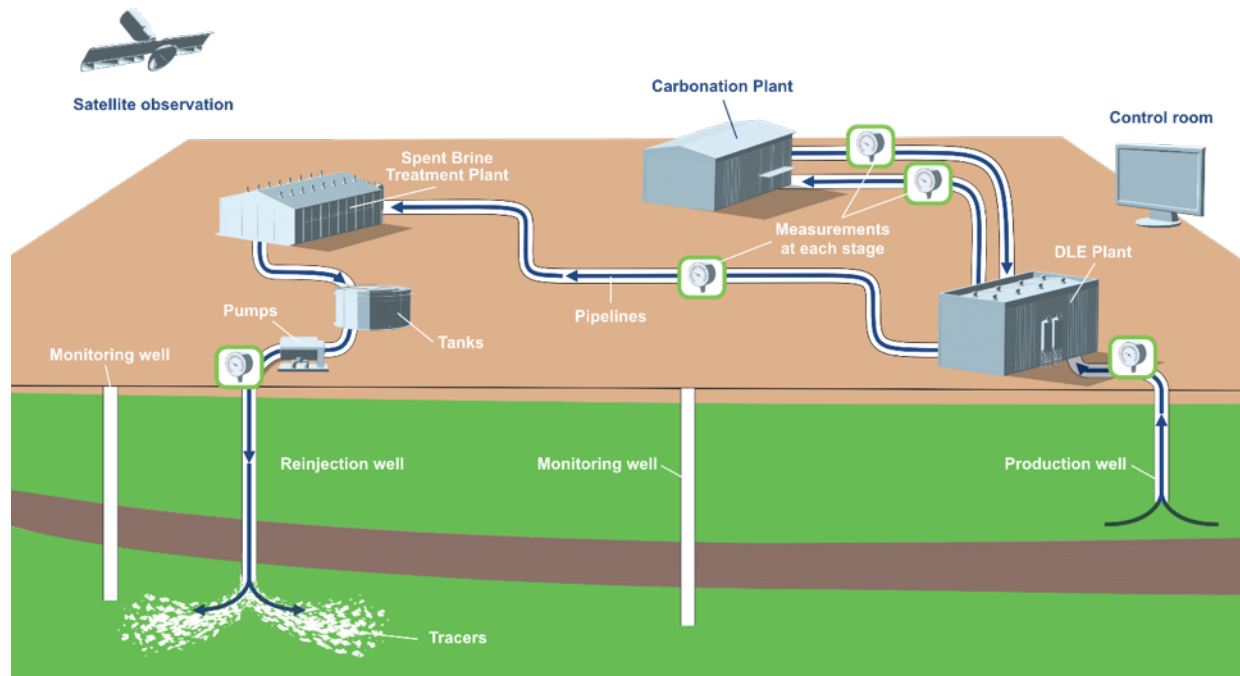 Satellite observation
Carbonation Plant
Control room
Spent Brine
Treatment Plant
Measurements
at each stage
DLE Plant
Pipelines
Pumps
Tanks
Monitoring well
Reinjection well
Monitoring well
Production well
Tracers